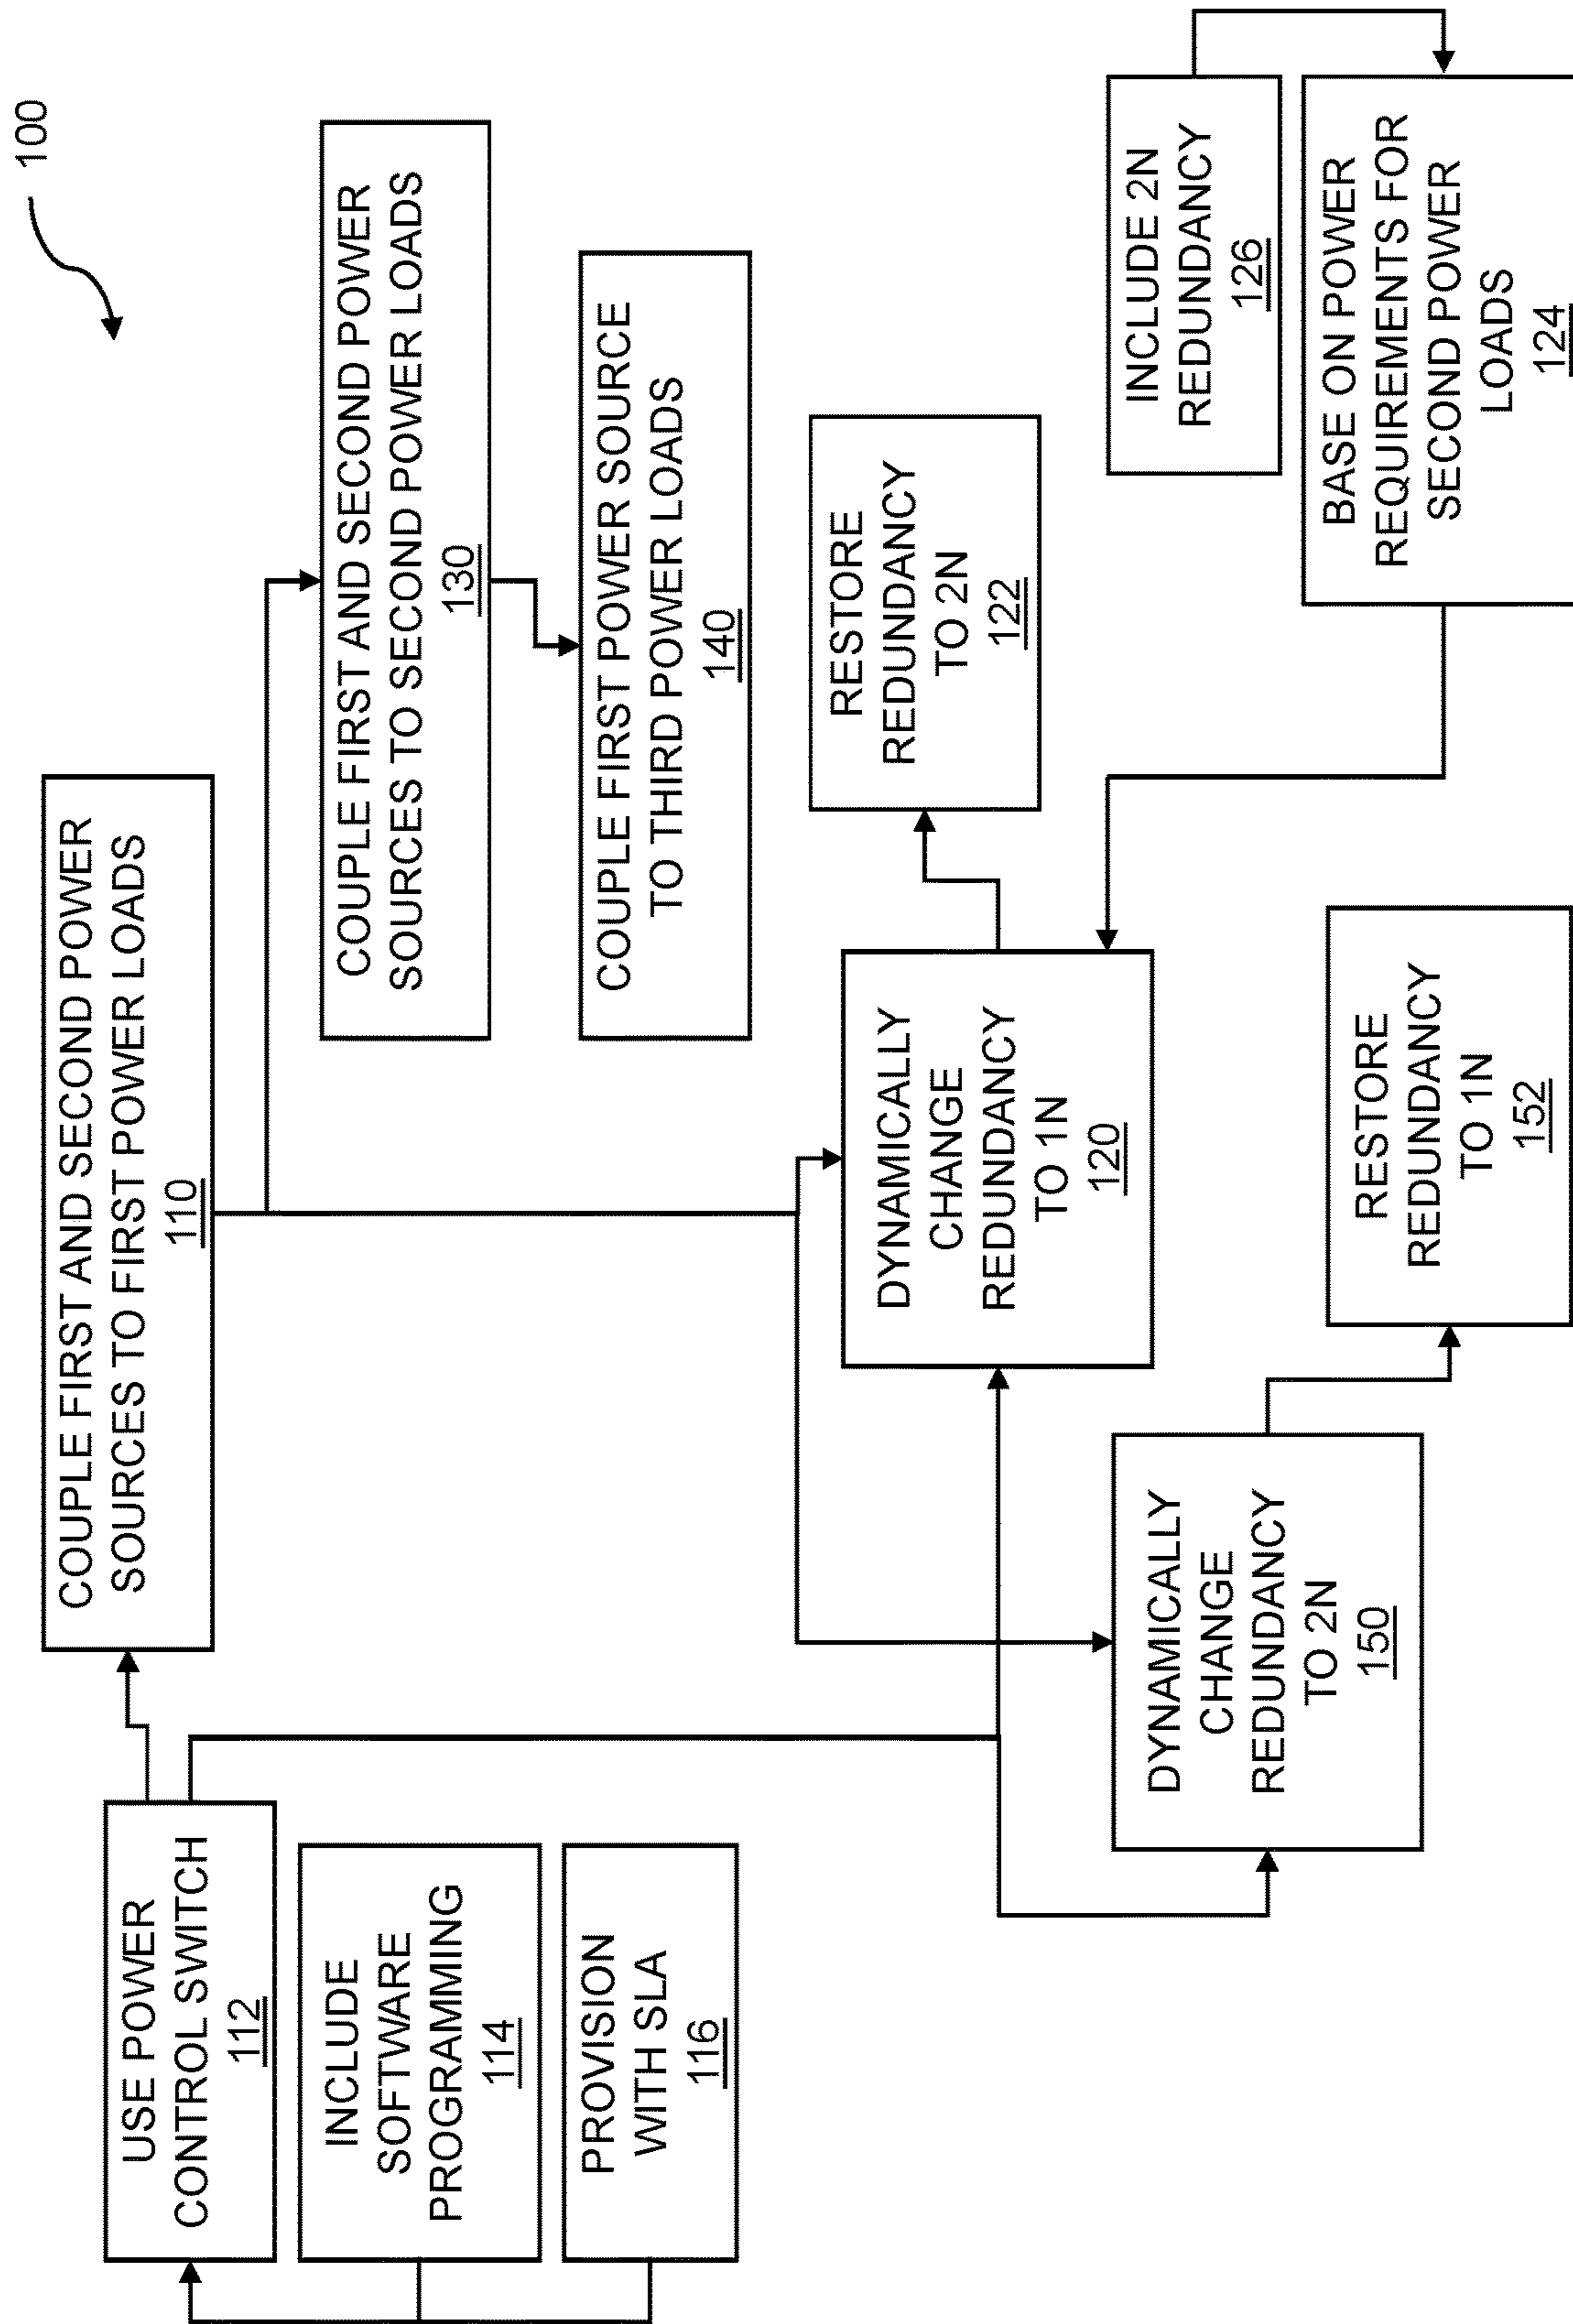 100
COUPLE FIRST AND SECOND POWER
SOURCES TO FIRST POWER LOADS
110
USE POWER
CONTROL SWITCH
112
INCLUDE
SOFTWARE
PROGRAMMING
114
PROVISION
WITH SLA
116
COUPLE FIRST AND SECOND POWER
SOURCES TO SECOND POWER LOADS
130
COUPLE FIRST POWER SOURCE
TO THIRD POWER LOADS
140
DYNAMICALLY
CHANGE
REDUNDANCY
TO 1N
120
RESTORE
REDUNDANCY
TO 2N
122
INCLUDE 2N
REDUNDANCY
126
BASE ON POWER
REQUIREMENTS FOR
SECOND POWER
LOADS
124
DYNAMICALLY
CHANGE
REDUNDANCY
TO 2N
150
RESTORE
REDUNDANCY
TO 1N
152